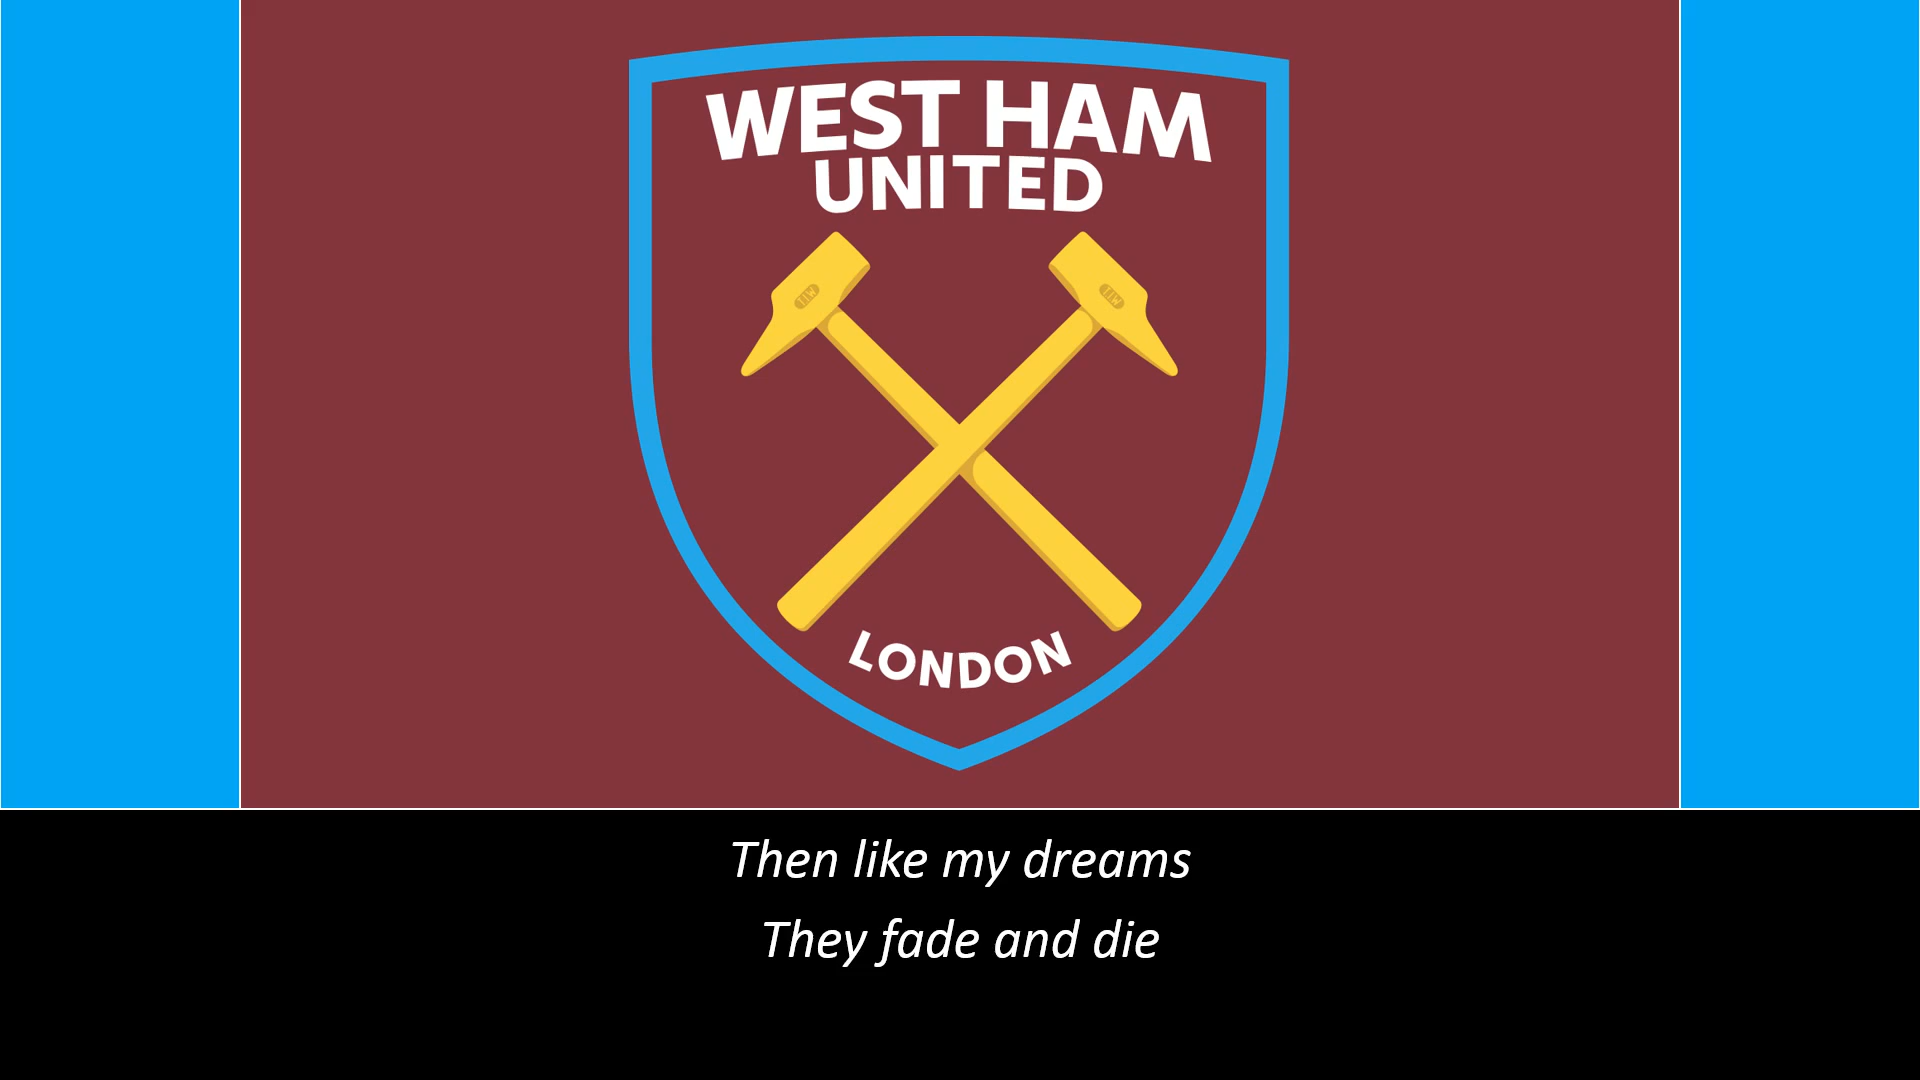 WEST HAM
UNITED
LONDON
Then like my dreams
They fade and die